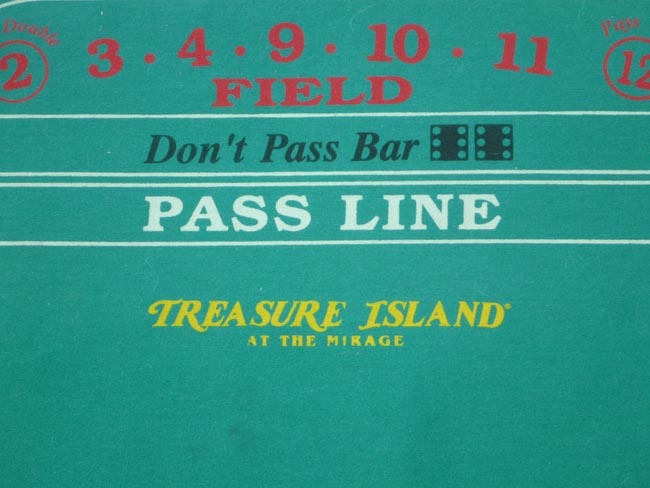 Double Pass
2 3 · 4 · 9 · 10 · 11 12
FIELD
Don't Pass Bar
PASS LINE
TREASURE ISLAND®
AT THE MIRAGE